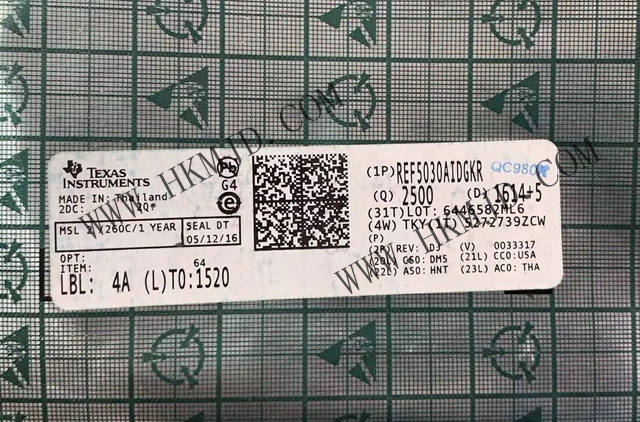 TEXAS
INSTRUMENTS
MADE IN: Thailand
2DC: 2Q:
MSL 2 /260C/1 YEAR SEAL DT
05/12/16
OPT:
ITEM: 64
LBL: 4A (L)TO:1520
Pb
G4
e
(1P)REF5030AIDGKR
QC980
(Q) 2500 (D) 1614+5
(31T)LOT: 6446582ML6
(4W) TKY 5272739ZCW
(P)
(2P) REV: DJ (V) 0033317
(20L) CSO: DM5 (21L) CCO:USA
(22L) ASO: HNT (23L) ACO: THA
WWW.HKMJD.COM
WWW.HKMJD.COM